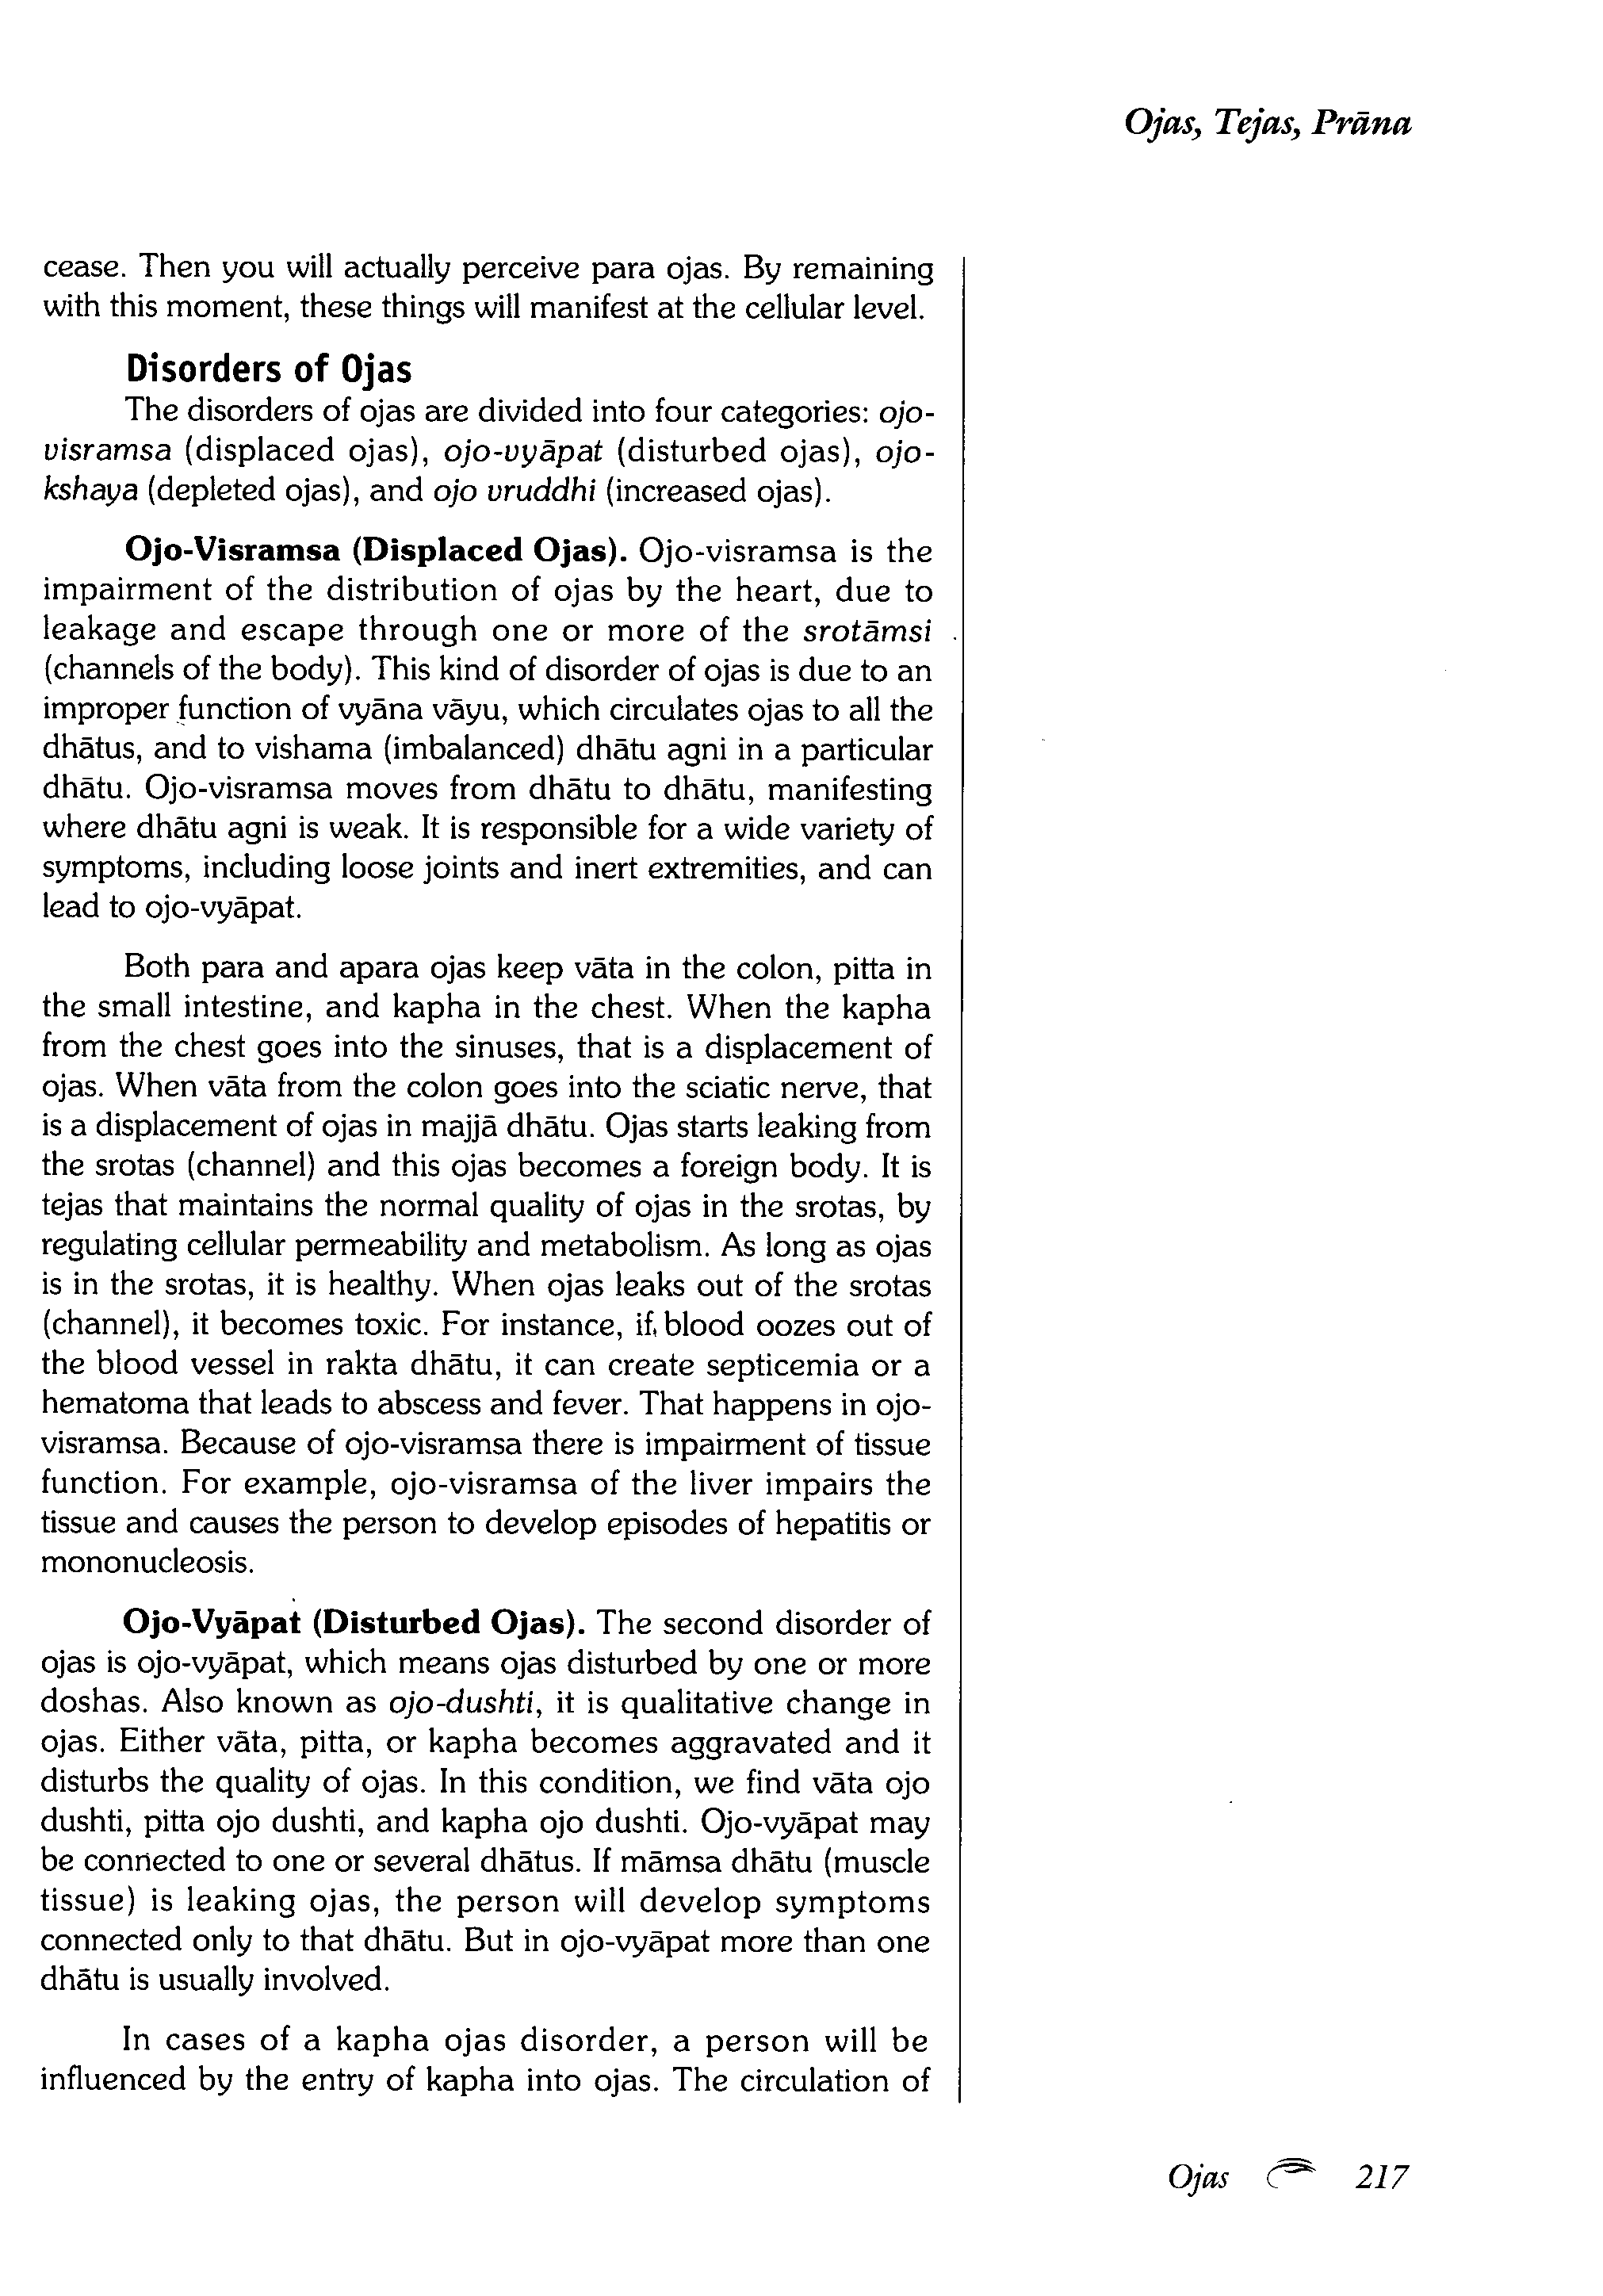 Ojas, Tejas, Prāna
cease. Then you will actually perceive para ojas. By remaining
with this moment, these things will manifest at the cellular level.
Disorders of Ojas
The disorders of ojas are divided into four categories: ojo-
visramsa (displaced ojas), ojo-vyāpat (disturbed ojas), ojo-
kshaya (depleted ojas), and ojo vruddhi (increased ojas).
Ojo-Visramsa (Displaced Ojas). Ojo-visramsa is the
impairment of the distribution of ojas by the heart, due to
leakage and escape through one or more of the srotāmsi
(channels of the body). This kind of disorder of ojas is due to an
improper function of vyāna vāyu, which circulates ojas to all the
dhātus, and to vishama (imbalanced) dhātu agni in a particular
dhātu. Ojo-visramsa moves from dhātu to dhātu, manifesting
where dhātu agni is weak. It is responsible for a wide variety of
symptoms, including loose joints and inert extremities, and can
lead to ojo-vyāpat.
Both para and apara ojas keep vāta in the colon, pitta in
the small intestine, and kapha in the chest. When the kapha
from the chest goes into the sinuses, that is a displacement of
ojas. When vāta from the colon goes into the sciatic nerve, that
is a displacement of ojas in majjā dhātu. Ojas starts leaking from
the srotas (channel) and this ojas becomes a foreign body. It is
tejas that maintains the normal quality of ojas in the srotas, by
regulating cellular permeability and metabolism. As long as ojas
is in the srotas, it is healthy. When ojas leaks out of the srotas
(channel), it becomes toxic. For instance, if blood oozes out of
the blood vessel in rakta dhātu, it can create septicemia or a
hematoma that leads to abscess and fever. That happens in ojo-
visramsa. Because of ojo-visramsa there is impairment of tissue
function. For example, ojo-visramsa of the liver impairs the
tissue and causes the person to develop episodes of hepatitis or
mononucleosis.
Ojo-Vyāpat (Disturbed Ojas). The second disorder of
ojas is ojo-vyāpat, which means ojas disturbed by one or more
doshas. Also known as ojo-dushti, it is qualitative change in
ojas. Either vāta, pitta, or kapha becomes aggravated and it
disturbs the quality of ojas. In this condition, we find vāta ojo
dushti, pitta ojo dushti, and kapha ojo dushti. Ojo-vyāpat may
be connected to one or several dhātus. If māmsa dhātu (muscle
tissue) is leaking ojas, the person will develop symptoms
connected only to that dhātu. But in ojo-vyāpat more than one
dhātu is usually involved.
In cases of a kapha ojas disorder, a person will be
influenced by the entry of kapha into ojas. The circulation of
Ojas 217